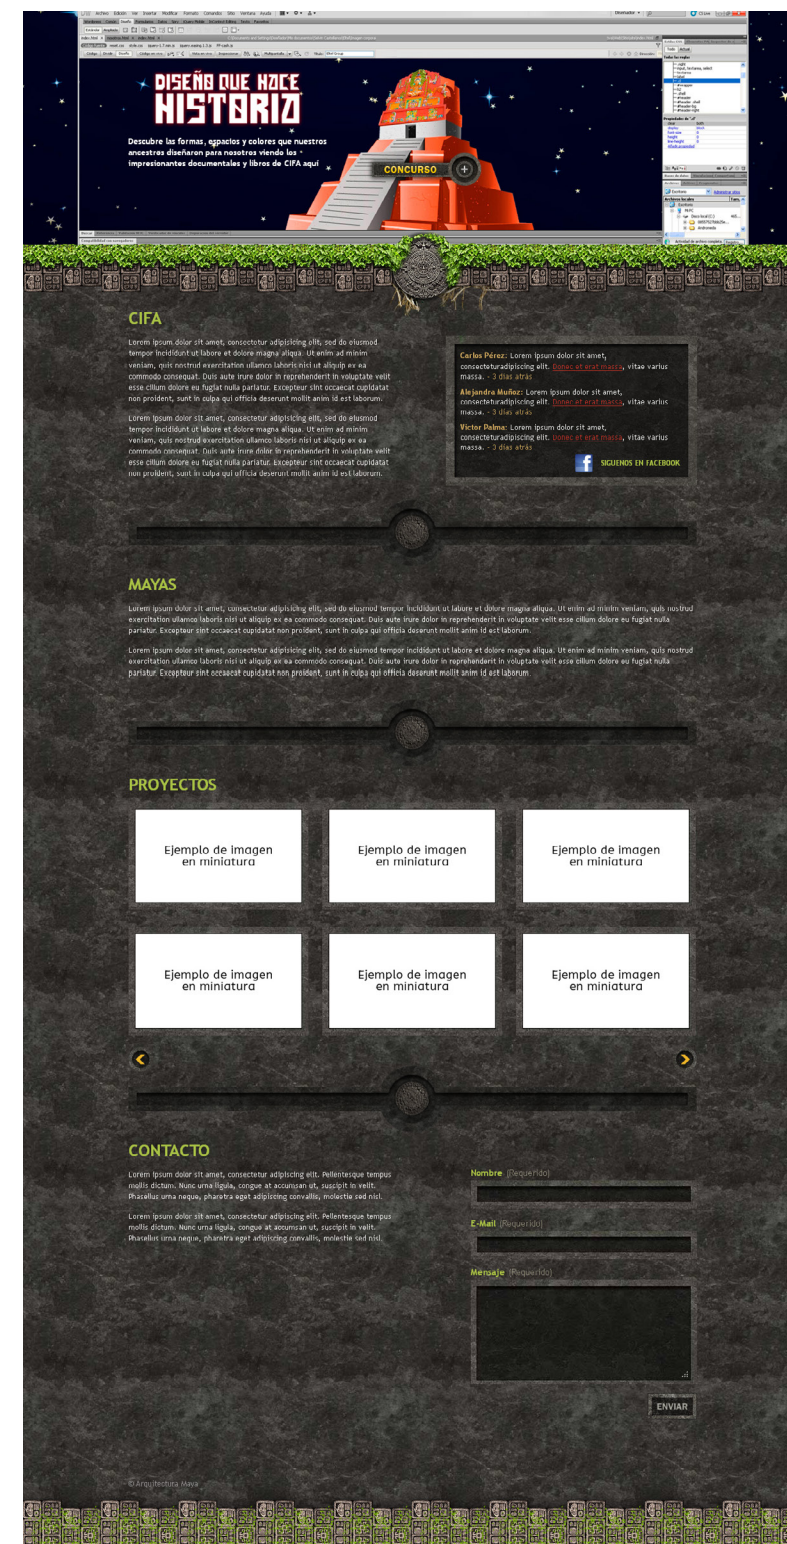 Archivo Edición Ver Insertar Modificar Formato Comandos Sitio Ventana Ayuda
DISEÑO QUE HACE
HISTORIA
Descubre las formas, espacios y colores que nuestros
ancestros diseñaron para nosotros viendo los
impresionantes documentales y libros de CIFA aquí
CONCURSO
CIFA
Lorem ipsum dolor sit amet, consectetur adipisicing elit, sed do eiusmod
tempor incididunt ut labore et dolore magna aliqua. Ut enim ad minim
veniam, quis nostrud exercitation ullamco laboris nisi ut aliquip ex ea
commodo consequat. Duis aute irure dolor in reprehenderit in voluptate velit
esse cillum dolore eu fugiat nulla pariatur. Excepteur sint occaecat cupidatat
non proident, sunt in culpa qui officia deserunt mollit anim id est laborum.
Lorem ipsum dolor sit amet, consectetur adipisicing elit, sed do eiusmod
tempor incididunt ut labore et dolore magna aliqua. Ut enim ad minim
veniam, quis nostrud exercitation ullamco laboris nisi ut aliquip ex ea
commodo consequat. Duis aute irure dolor in reprehenderit in voluptate velit
esse cillum dolore eu fugiat nulla pariatur. Excepteur sint occaecat cupidatat
non proident, sunt in culpa qui officia deserunt mollit anim id est laborum.
Carlos Pérez: Lorem ipsum dolor sit amet,
consecteturadipiscing elit. Donec et erat massa, vitae varius
massa. - 3 días atrás
Alejandra Muñoz: Lorem ipsum dolor sit amet,
consecteturadipiscing elit. Donec et erat massa, vitae varius
massa. - 3 días atrás
Victor Palma: Lorem ipsum dolor sit amet,
consecteturadipiscing elit. Donec et erat massa, vitae varius
massa. - 3 días atrás
SIGUENOS EN FACEBOOK
MAYAS
Lorem ipsum dolor sit amet, consectetur adipisicing elit, sed do eiusmod tempor incididunt ut labore et dolore magna aliqua. Ut enim ad minim veniam, quis nostrud
exercitation ullamco laboris nisi ut aliquip ex ea commodo consequat. Duis aute irure dolor in reprehenderit in voluptate velit esse cillum dolore eu fugiat nulla
pariatur. Excepteur sint occaecat cupidatat non proident, sunt in culpa qui officia deserunt mollit anim id est laborum.
Lorem ipsum dolor sit amet, consectetur adipisicing elit, sed do eiusmod tempor incididunt ut labore et dolore magna aliqua. Ut enim ad minim veniam, quis nostrud
exercitation ullamco laboris nisi ut aliquip ex ea commodo consequat. Duis aute irure dolor in reprehenderit in voluptate velit esse cillum dolore eu fugiat nulla
pariatur. Excepteur sint occaecat cupidatat non proident, sunt in culpa qui officia deserunt mollit anim id est laborum.
PROYECTOS
Ejemplo de imagen
en miniatura
Ejemplo de imagen
en miniatura
Ejemplo de imagen
en miniatura
Ejemplo de imagen
en miniatura
Ejemplo de imagen
en miniatura
Ejemplo de imagen
en miniatura
CONTACTO
Lorem ipsum dolor sit amet, consectetur adipiscing elit. Pellentesque tempus
mollis dictum. Nunc urna ligula, congue at accumsan ut, suscipit in velit.
Phasellus urna neque, pharetra eget adipiscing convallis, molestie sed nisl.
Lorem ipsum dolor sit amet, consectetur adipiscing elit. Pellentesque tempus
mollis dictum. Nunc urna ligula, congue at accumsan ut, suscipit in velit.
Phasellus urna neque, pharetra eget adipiscing convallis, molestie sed nisl.
Nombre (Requerido)
E-Mail (Requerido)
Mensaje (Requerido)
ENVIAR
© Arquitectura Maya